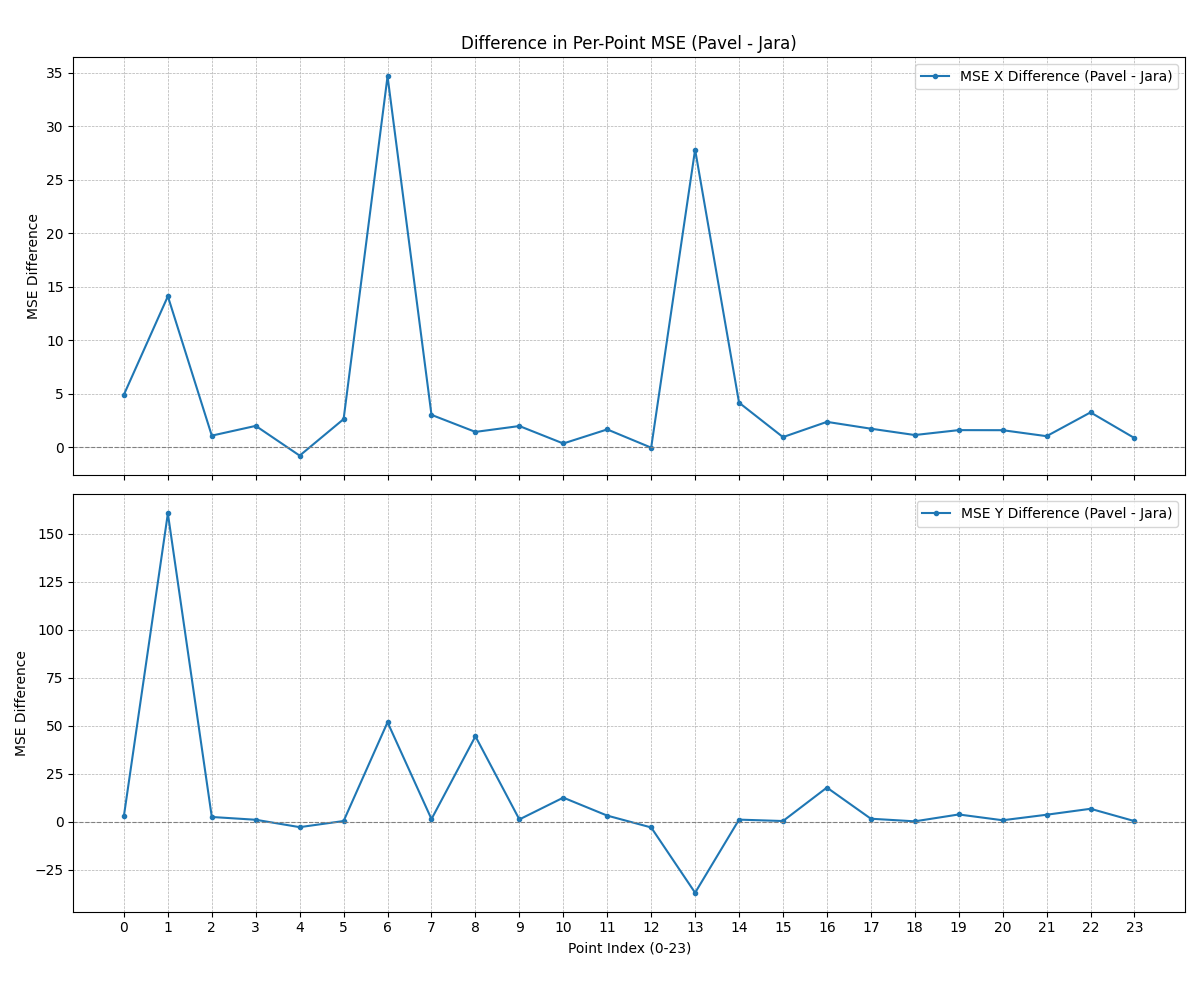 Difference in Per-Point MSE (Pavel - Jara)
MSE X Difference (Pavel - Jara)
35
30
25
20
15
10
5
0
MSE Difference
MSE Y Difference (Pavel - Jara)
150
125
100
75
50
25
0
−25
MSE Difference
0 1 2 3 4 5 6 7 8 9 10 11 12 13 14 15 16 17 18 19 20 21 22 23
Point Index (0-23)